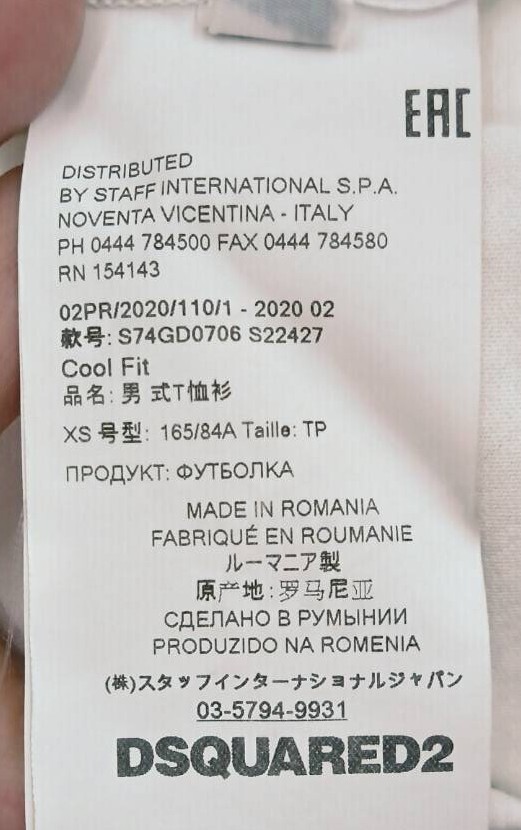 EAC
DISTRIBUTED
BY STAFF INTERNATIONAL S.P.A.
NOVENTA VICENTINA - ITALY
PH 0444 784500 FAX 0444 784580
RN 154143
02PR/2020/110/1 - 2020 02
款号: S74GD0706 S22427
Cool Fit
品名: 男 式T恤衫
XS 号型: 165/84A Taille: TP
ПРОДУКТ: ФУТБОЛКА
MADE IN ROMANIA
FABRIQUÉ EN ROUMANIE
ルーマニア製
原产地:罗马尼亚
СДЕЛАНО В РУМЫНИИ
PRODUZIDO NA ROMENIA
(株)スタッフインターナショナルジャパン
03-5794-9931
DSQUARED2